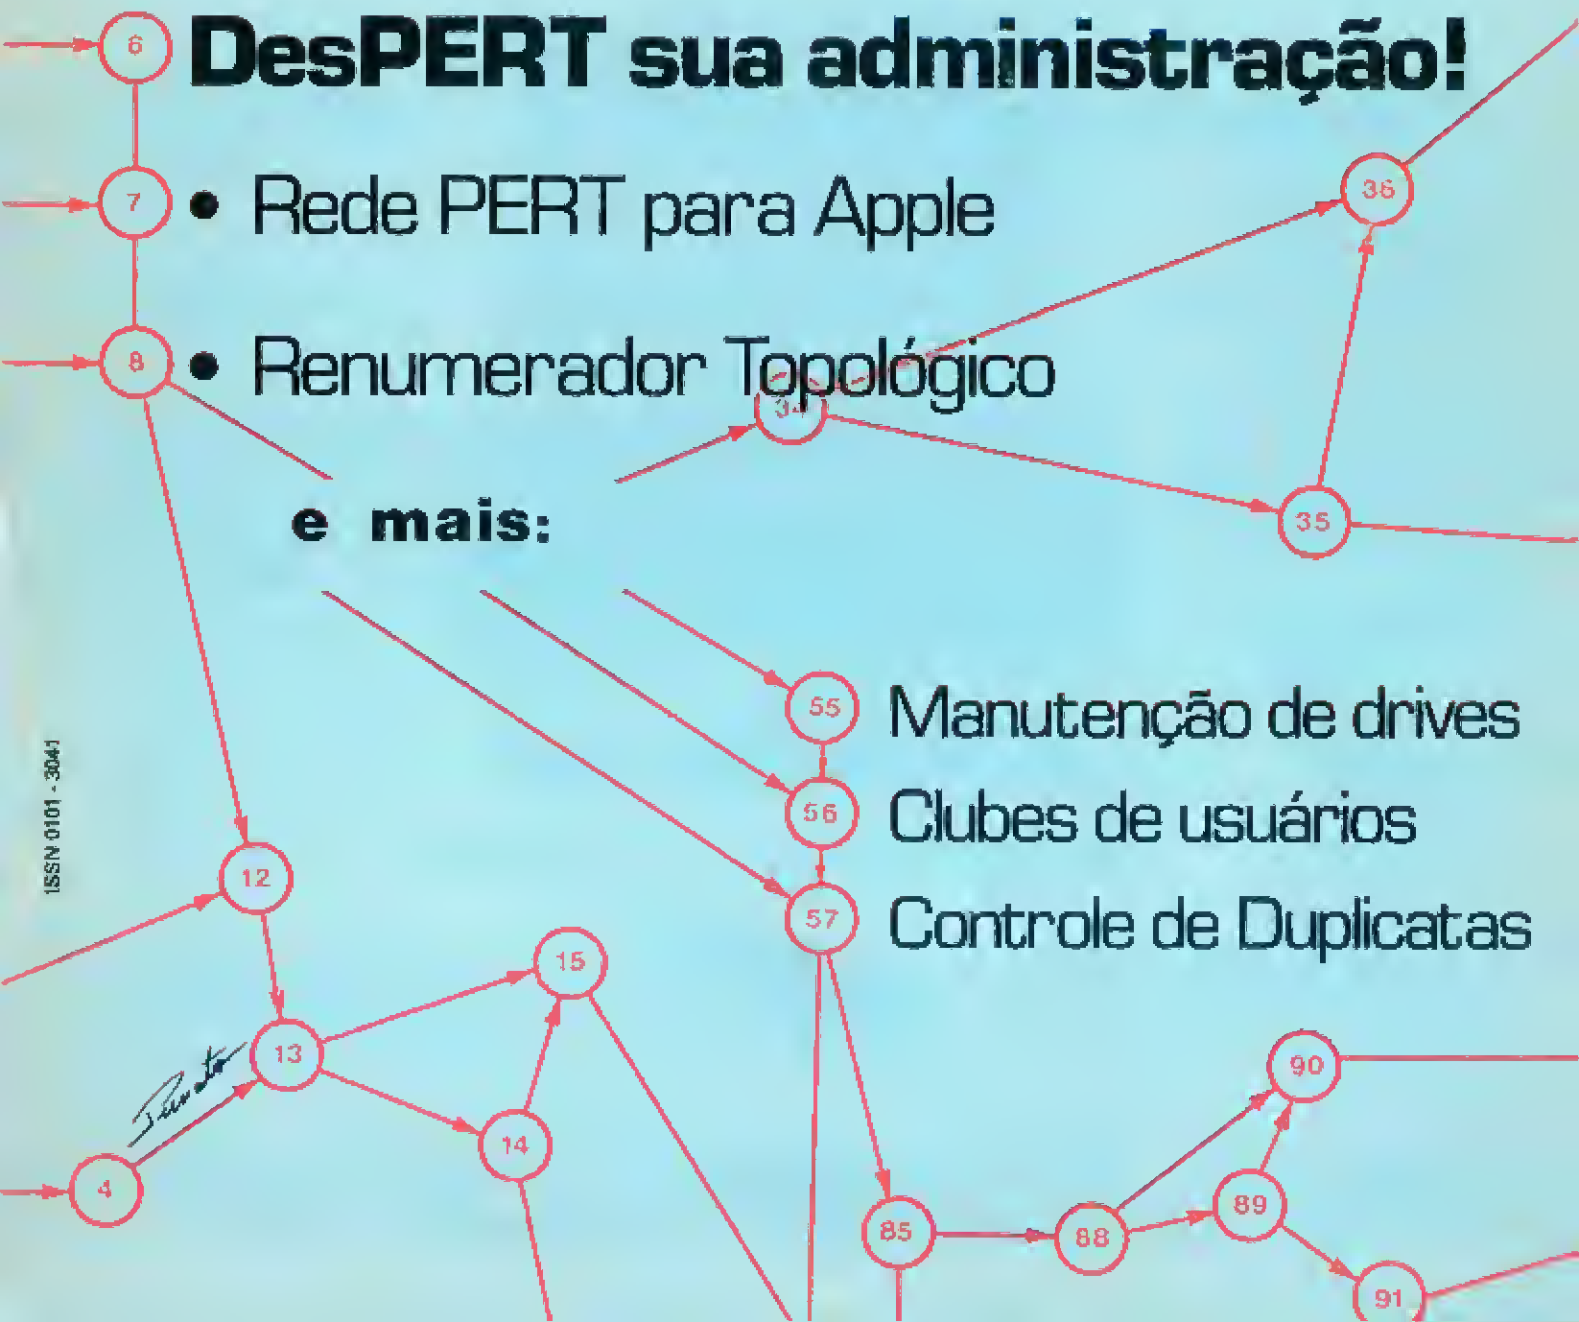 6
DesPERT sua administração!
7
• Rede PERT para Apple
36
8
• Renumerador Topológico
34
e mais:
35
55
Manutenção de drives
ISSN 0101 - 3041
56
Clubes de usuários
12
57
Controle de Duplicatas
15
13
90
14
4
89
85
88
91